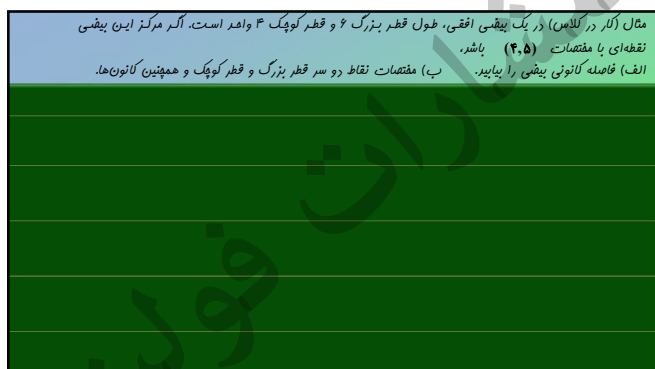 مثال (کار در کلاس) در یک بیضی افقی، طول قطر بزرگ ۶ و قطر کوچک ۴ واحد است. اگر مرکز این بیضی
نقطه‌ای با مختصات (۴,۵) باشد،
الف) فاصله کانونی بیضی را بیابید. ب) مختصات نقاط دو سر قطر بزرگ و قطر کوچک و همچنین کانون‌ها.